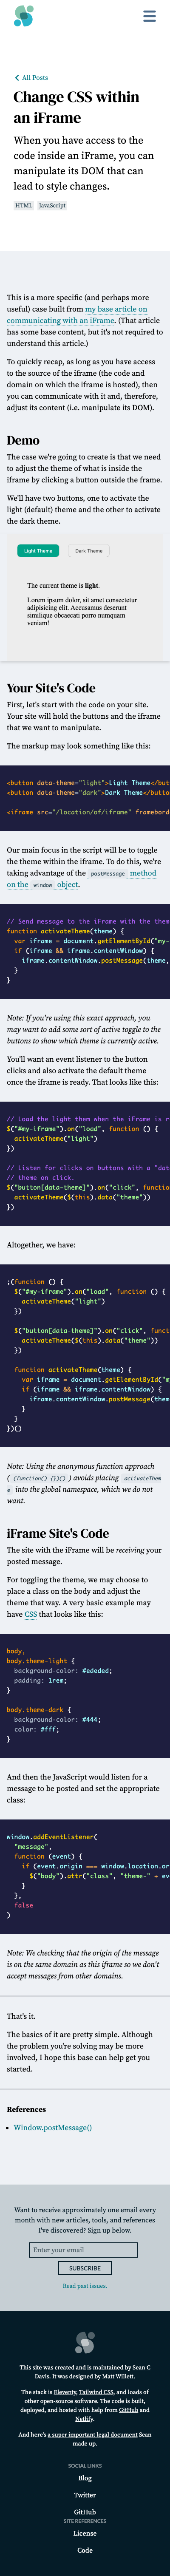 All Posts
Change CSS within
an iFrame
When you have access to the
code inside an iFrame, you can
manipulate its DOM that can
lead to style changes.
HTML JavaScript
This is a more specific (and perhaps more
useful) case built from my base article on
communicating with an iFrame. (That article
has some base content, but it's not required to
understand this article.)
To quickly recap, as long as you have access
to the source of the iframe (the code and
domain on which the iframe is hosted), then
you can communicate with it and, therefore,
adjust its content (i.e. manipulate its DOM).
Demo
The case we're going to create is that we need
to adjust the theme of what is inside the
iframe by clicking a button outside the frame.
We'll have two buttons, one to activate the
light (default) theme and the other to activate
the dark theme.
Light Theme Dark Theme
The current theme is light.
Lorem ipsum dolor, sit amet consectetur
adipisicing elit. Accusamus deserunt
similique obcaecati porro numquam
veniam!
Your Site's Code
First, let's start with the code on your site.
Your site will hold the buttons and the iframe
that we want to manipulate.
The markup may look something like this:
<button data-theme="light">Light Theme</but
<button data-theme="dark">Dark Theme</butto
<iframe src="/location/of/iframe" framebord
Our main focus in the script will be to toggle
the theme within the iframe. To do this, we're
taking advantage of the postMessage method
on the window object.
// Send message to the iFrame with the them
function activateTheme(theme) {
var iframe = document.getElementById("my-
if (iframe && iframe.contentWindow) {
iframe.contentWindow.postMessage(theme,
}
}
Note: If you're using this exact approach, you
may want to add some sort of active toggle to the
buttons to show which theme is currently active.
You'll want an event listener to the button
clicks and also activate the default theme
once the iframe is ready. That looks like this:
// Load the light them when the iFrame is r
$("#my-iframe").on("load", function () {
activateTheme("light")
})
// Listen for clicks on buttons with a "dat
// theme on click.
$("button[data-theme]").on("click", functio
activateTheme($(this).data("theme"))
})
Altogether, we have:
;(function () {
$("#my-iframe").on("load", function () {
activateTheme("light")
})
$("button[data-theme]").on("click", funct
activateTheme($(this).data("theme"))
})
function activateTheme(theme) {
var iframe = document.getElementById("m
if (iframe && iframe.contentWindow) {
iframe.contentWindow.postMessage(them
}
}
})()
Note: Using the anonymous function approach
( (function() {})() ) avoids placing activateThem
e into the global namespace, which we do not
want.
iFrame Site's Code
The site with the iFrame will be receiving your
posted message.
For toggling the theme, we may choose to
place a class on the body and adjust the
theme that way. A very basic example may
have CSS that looks like this:
body,
body.theme-light {
background-color: #ededed;
padding: 1rem;
}
body.theme-dark {
background-color: #444;
color: #fff;
}
And then the JavaScript would listen for a
message to be posted and set the appropriate
class:
window.addEventListener(
"message",
function (event) {
if (event.origin === window.location.or
$("body").attr("class", "theme-" + ev
}
},
false
)
Note: We checking that the origin of the message
is on the same domain as this iframe so we don't
accept messages from other domains.
That's it.
The basics of it are pretty simple. Although
the problem you're solving may be much
more involved, I hope this basis can help get you
started.
References
Window.postMessage()
Want to receive approximately one email every
month with new articles, tools, and references
I've discovered? Sign up below.
Enter your email
SUBSCRIBE
Read past issues.
This site was created and is maintained by Sean C
Davis. It was designed by Matt Willett.
The stack is Eleventy, Tailwind CSS, and loads of
other open-source software. The code is built,
deployed, and hosted with help from GitHub and
Netlify.
And here's a super important legal document Sean
made up.
SOCIAL LINKS
Blog
Twitter
GitHub
SITE REFERENCES
License
Code